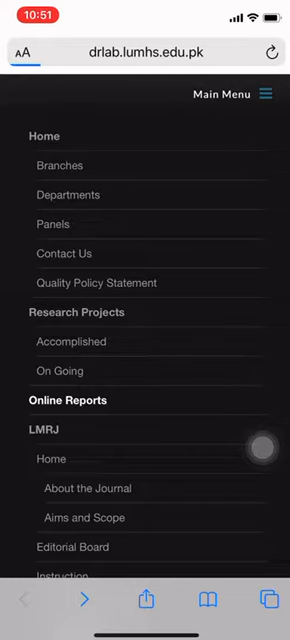 10:51
AA
drlab.lumhs.edu.pk
Main Menu
Home
Branches
Departments
Panels
Contact Us
Quality Policy Statement
Research Projects
Accomplished
On Going
Online Reports
LMRJ
Home
About the Journal
Aims and Scope
Editorial Board
Instruction